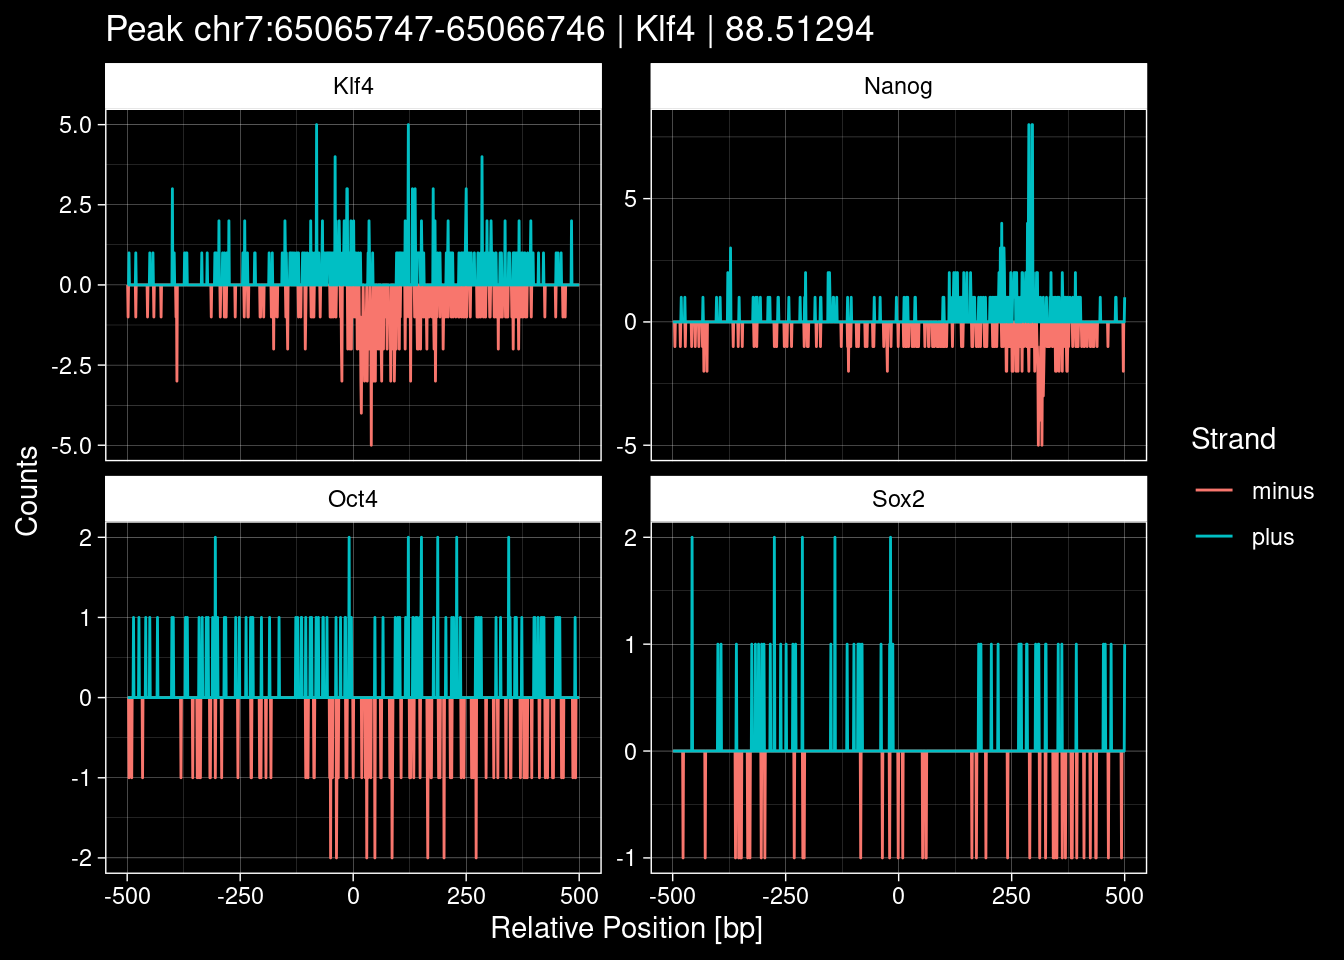 Peak chr7:65065747-65066746 | Klf4 | 88.51294
Klf4
Nanog
5.0
2.5
0.0
-2.5
-5.0
5
0
-5
Counts
Oct4
Sox2
2
1
0
-1
-2
2
1
0
-1
-500 -250 0 250 500
-500 -250 0 250 500
Relative Position [bp]
Strand
minus
plus